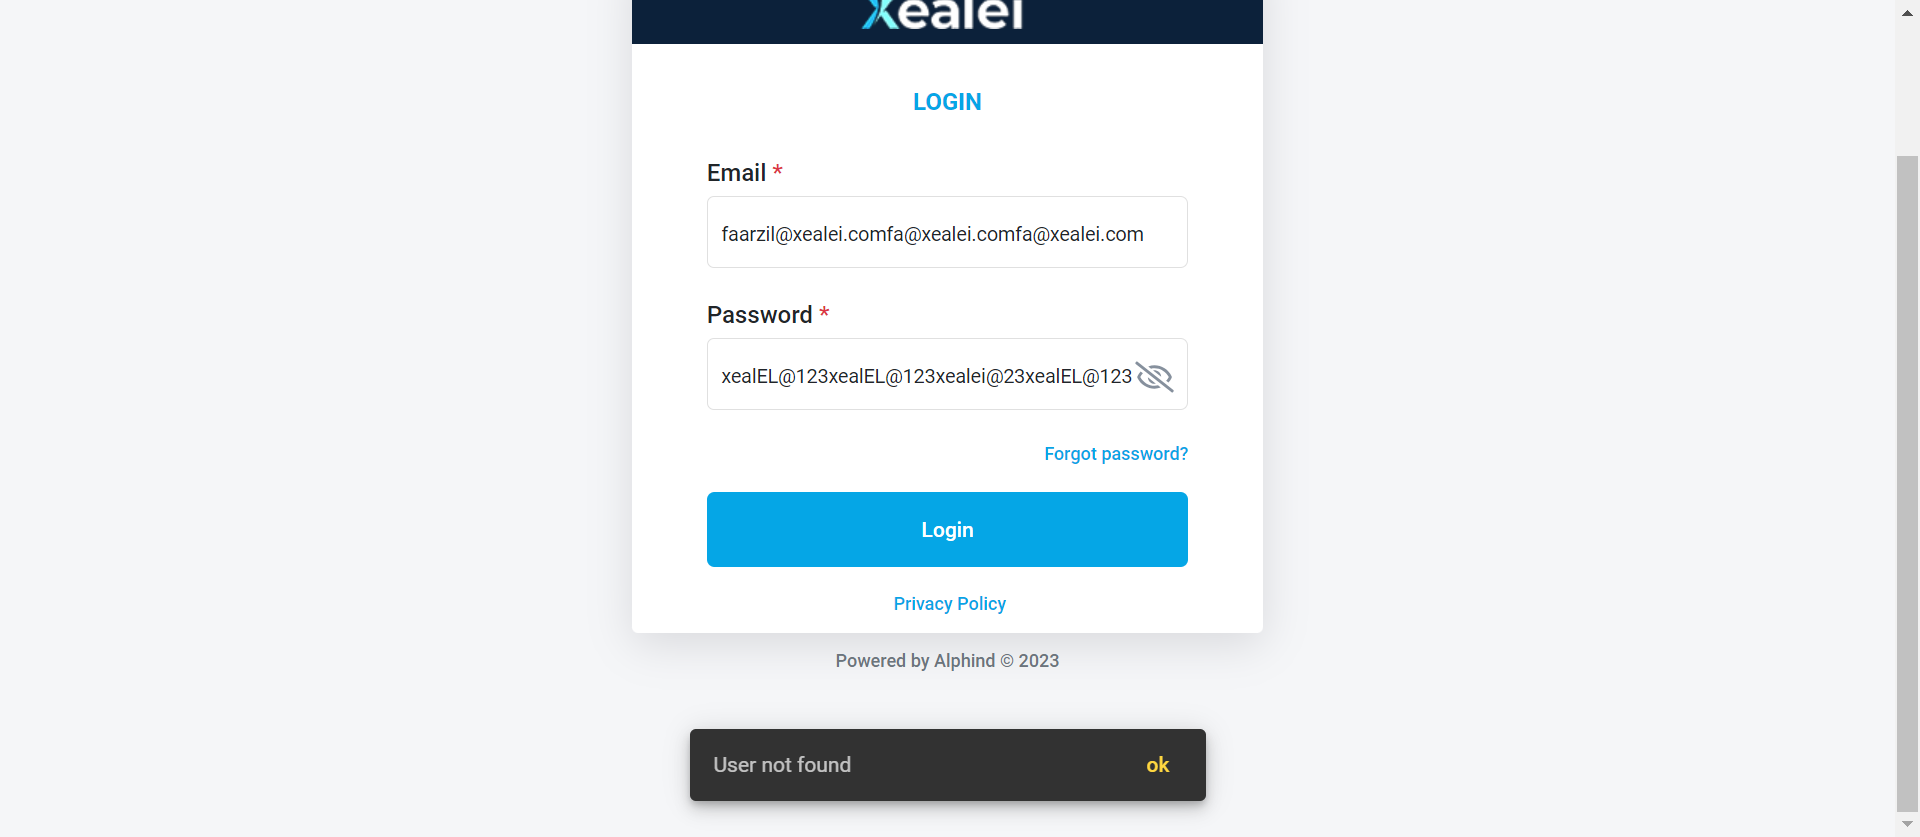 xealei
LOGIN
Email *
faarzil@xealei.comfa@xealei.comfa@xealei.com
Password *
xealEL@123xealEL@123xealei@23xealEL@123
Forgot password?
Login
Privacy Policy
Powered by Alphind © 2023
User not found ok